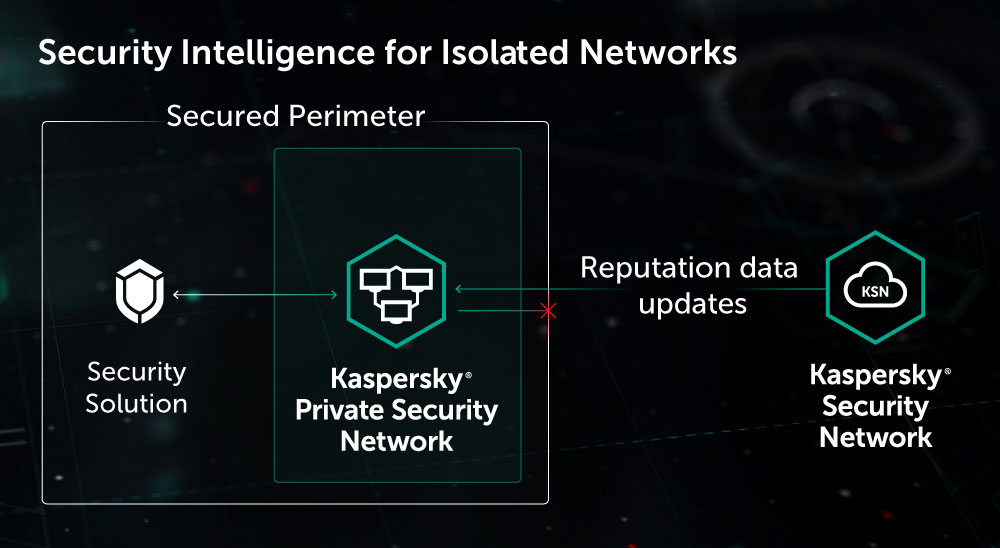 Security Intelligence for Isolated Networks
Secured Perimeter
Security
Solution
Kaspersky®
Private Security
Network
Reputation data
updates
KSN
Kaspersky®
Security
Network